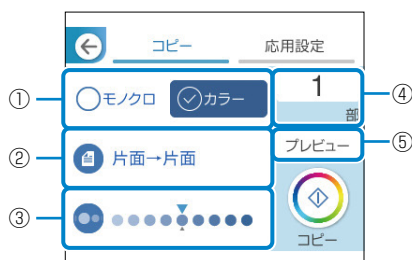 コピー 応用設定
① モノクロ カラー 1 ④
部
② 片面→片面 プレビュー ⑤
③
コピー